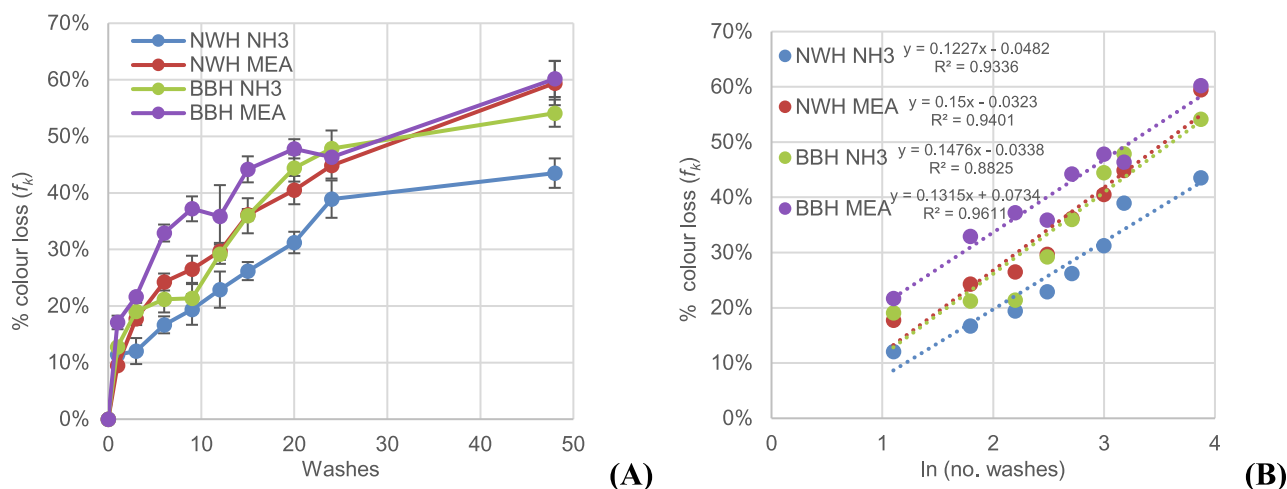 70%
60%
50%
40%
30%
20%
10%
0%
% colour loss (fk)
NWH NH3
NWH MEA
BBH NH3
BBH MEA
0 10 20 30 40 50
Washes
(A)
70%
60%
50%
40%
30%
20%
10%
0%
% colour loss (fk)
NWH NH3 y = 0.1227x - 0.0482
R² = 0.9336
NWH MEA y = 0.15x - 0.0323
R² = 0.9401
BBH NH3 y = 0.1476x - 0.0338
R² = 0.8825
BBH MEA y = 0.1315x + 0.0734
R² = 0.9611
0 1 2 3 4
ln (no. washes)
(B)